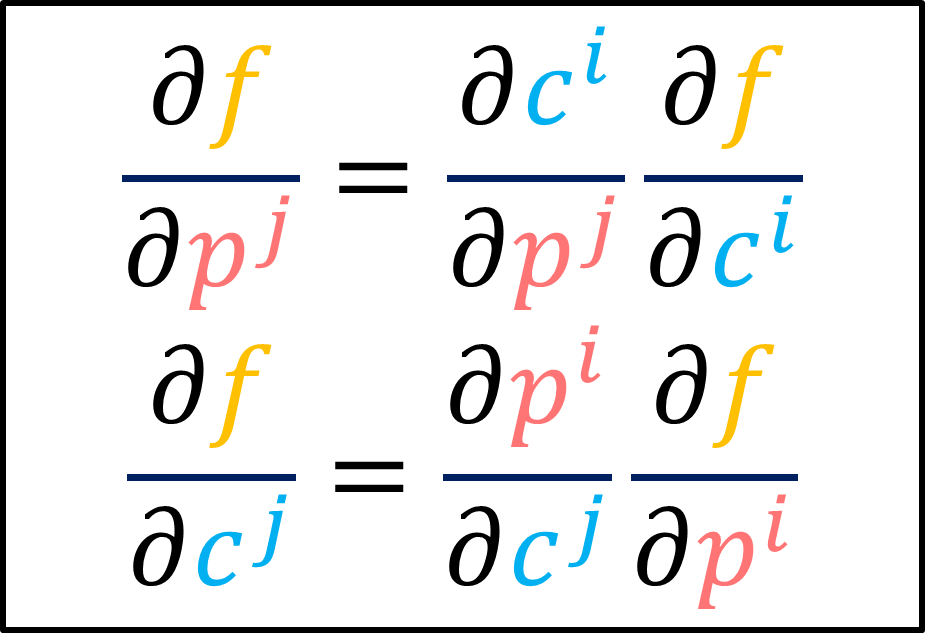 ∂f/∂p^j = ∂c^i/∂p^j ∂f/∂c^i
∂f/∂c^j = ∂p^i/∂c^j ∂f/∂p^i